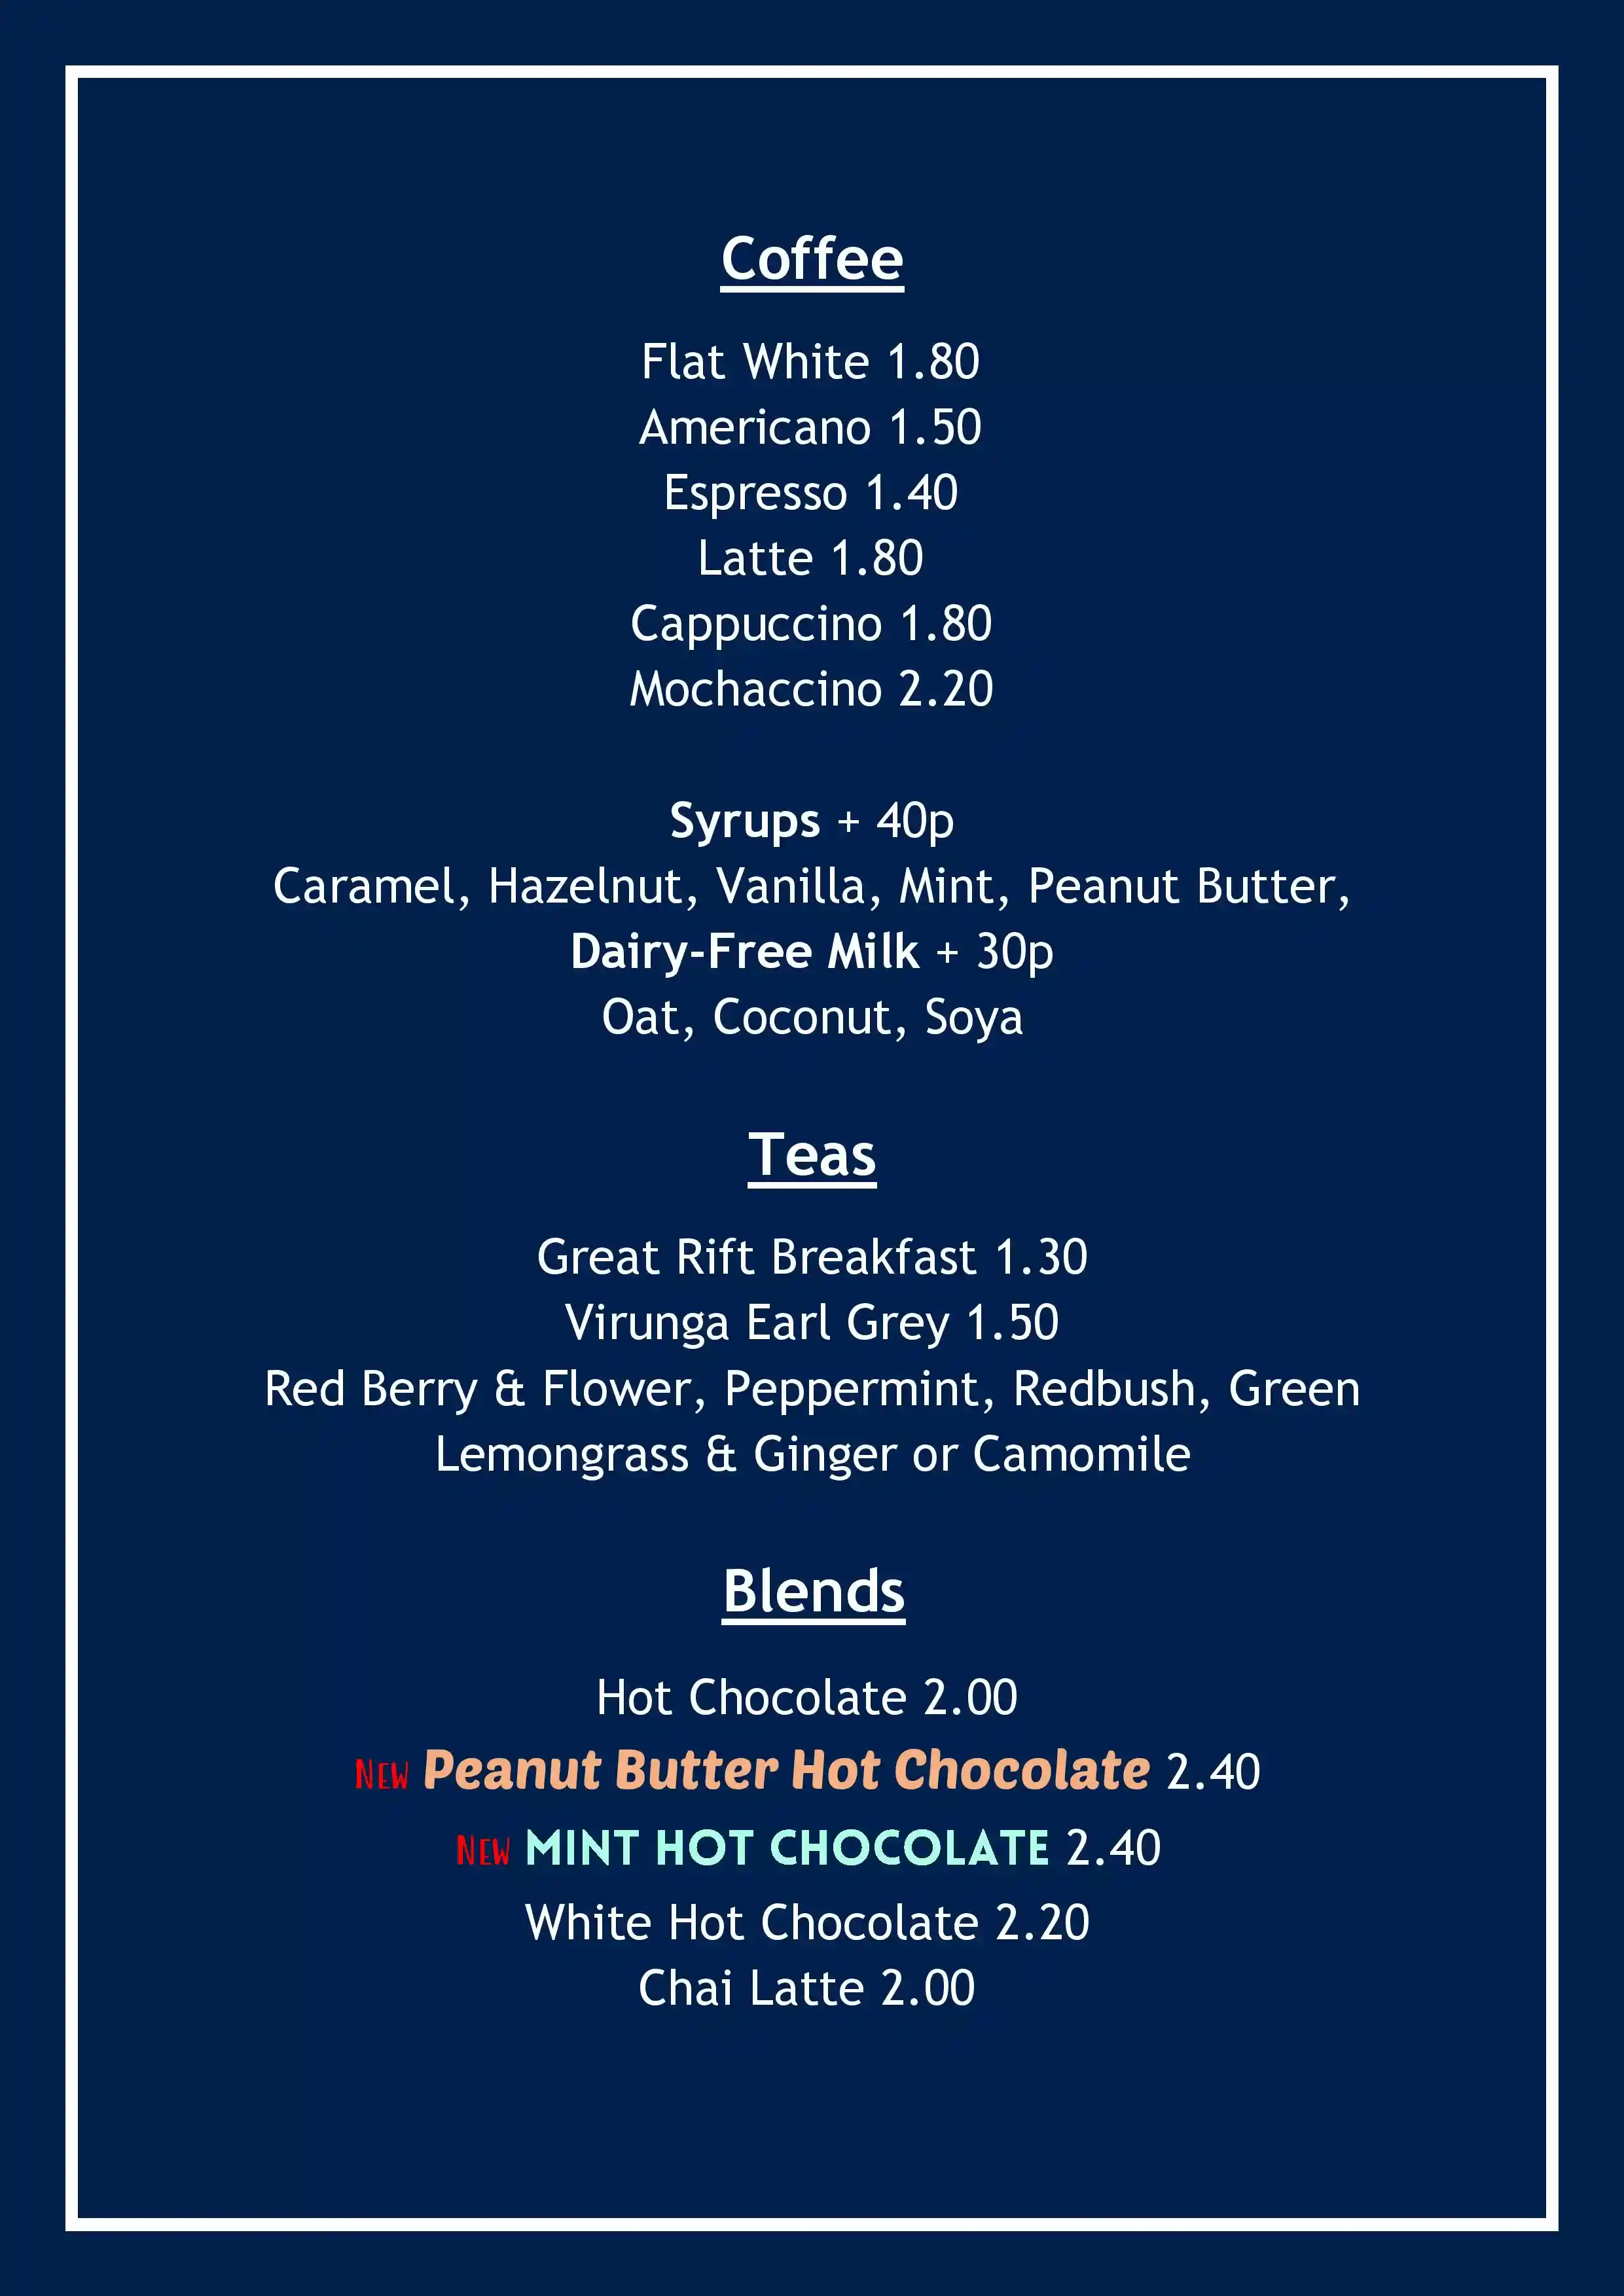 Coffee
Flat White 1.80
Americano 1.50
Espresso 1.40
Latte 1.80
Cappuccino 1.80
Mochaccino 2.20
Syrups + 40p
Caramel, Hazelnut, Vanilla, Mint, Peanut Butter,
Dairy-Free Milk + 30p
Oat, Coconut, Soya
Teas
Great Rift Breakfast 1.30
Virunga Earl Grey 1.50
Red Berry & Flower, Peppermint, Redbush, Green
Lemongrass & Ginger or Camomile
Blends
Hot Chocolate 2.00
NEW Peanut Butter Hot Chocolate 2.40
NEW MINT HOT CHOCOLATE 2.40
White Hot Chocolate 2.20
Chai Latte 2.00